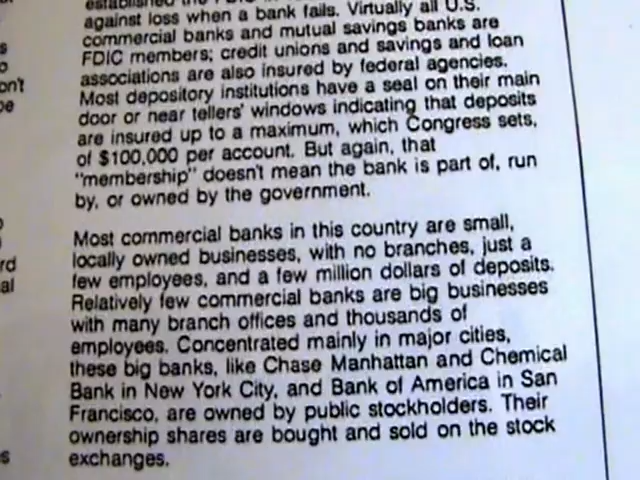 established the FDIC
against loss when a bank fails. Virtually all U.S.
commercial banks and mutual savings banks are
FDIC members; credit unions and savings and loan
associations are also insured by federal agencies.
Most depository institutions have a seal on their main
door or near tellers' windows indicating that deposits
are insured up to a maximum, which Congress sets,
of $100,000 per account. But again, that
"membership" doesn't mean the bank is part of, run
by, or owned by the government.
Most commercial banks in this country are small,
locally owned businesses, with no branches, just a
few employees, and a few million dollars of deposits.
Relatively few commercial banks are big businesses
with many branch offices and thousands of
employees. Concentrated mainly in major cities,
these big banks, like Chase Manhattan and Chemical
Bank in New York City, and Bank of America in San
Francisco, are owned by public stockholders. Their
ownership shares are bought and sold on the stock
exchanges.